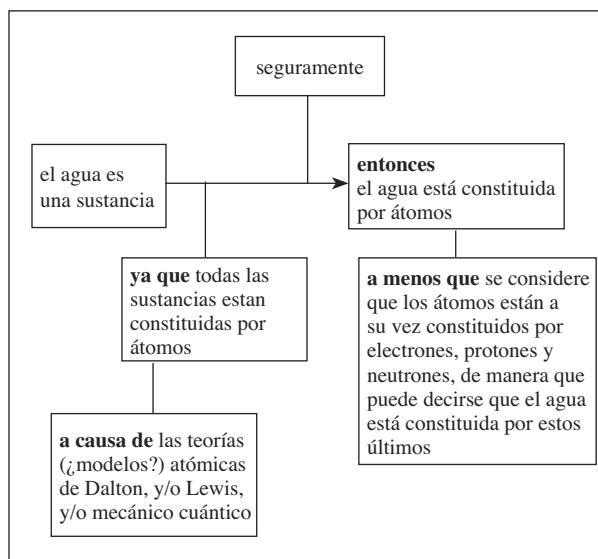 seguramente
el agua es
una sustancia
entonces
el agua está constituida
por átomos
ya que todas las
sustancias estan
constituidas por
átomos
a menos que se considere
que los átomos están a
su vez constituidos por
electrones, protones y
neutrones, de manera que
puede decirse que el agua
está constituida por estos
últimos
a causa de las teorías
(¿modelos?) atómicas
de Dalton, y/o Lewis,
y/o mecánico cuántico